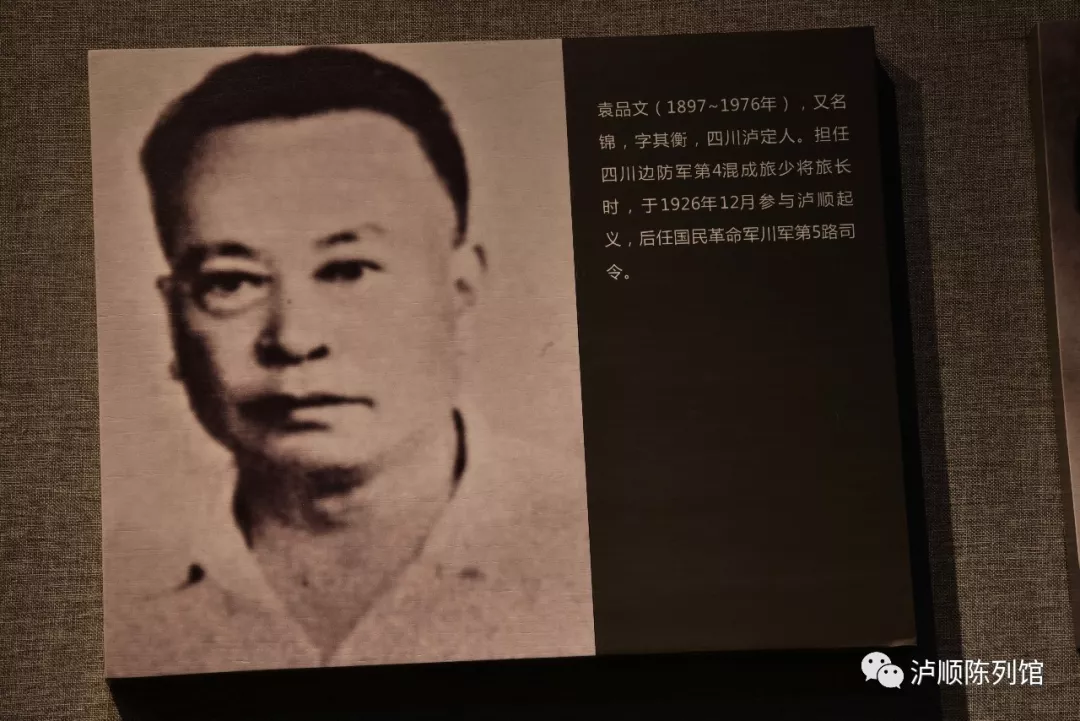 袁品文（1897~1976年），又名
锦，字其衡，四川泸定人。担任
四川边防军第4混成旅少将旅长
时，于1926年12月参与泸顺起
义，后任国民革命军川军第5路司
令。
泸顺陈列馆